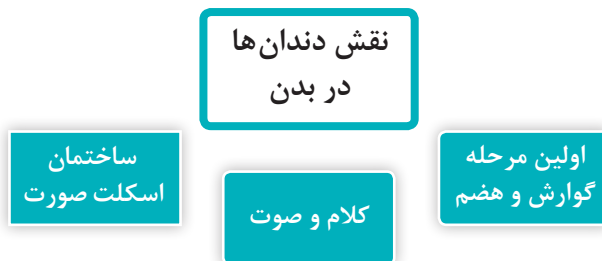 نقش دندان‌ها
در بدن
اولین مرحله
گوارش و هضم
کلام و صوت
ساختمان
اسکلت صورت